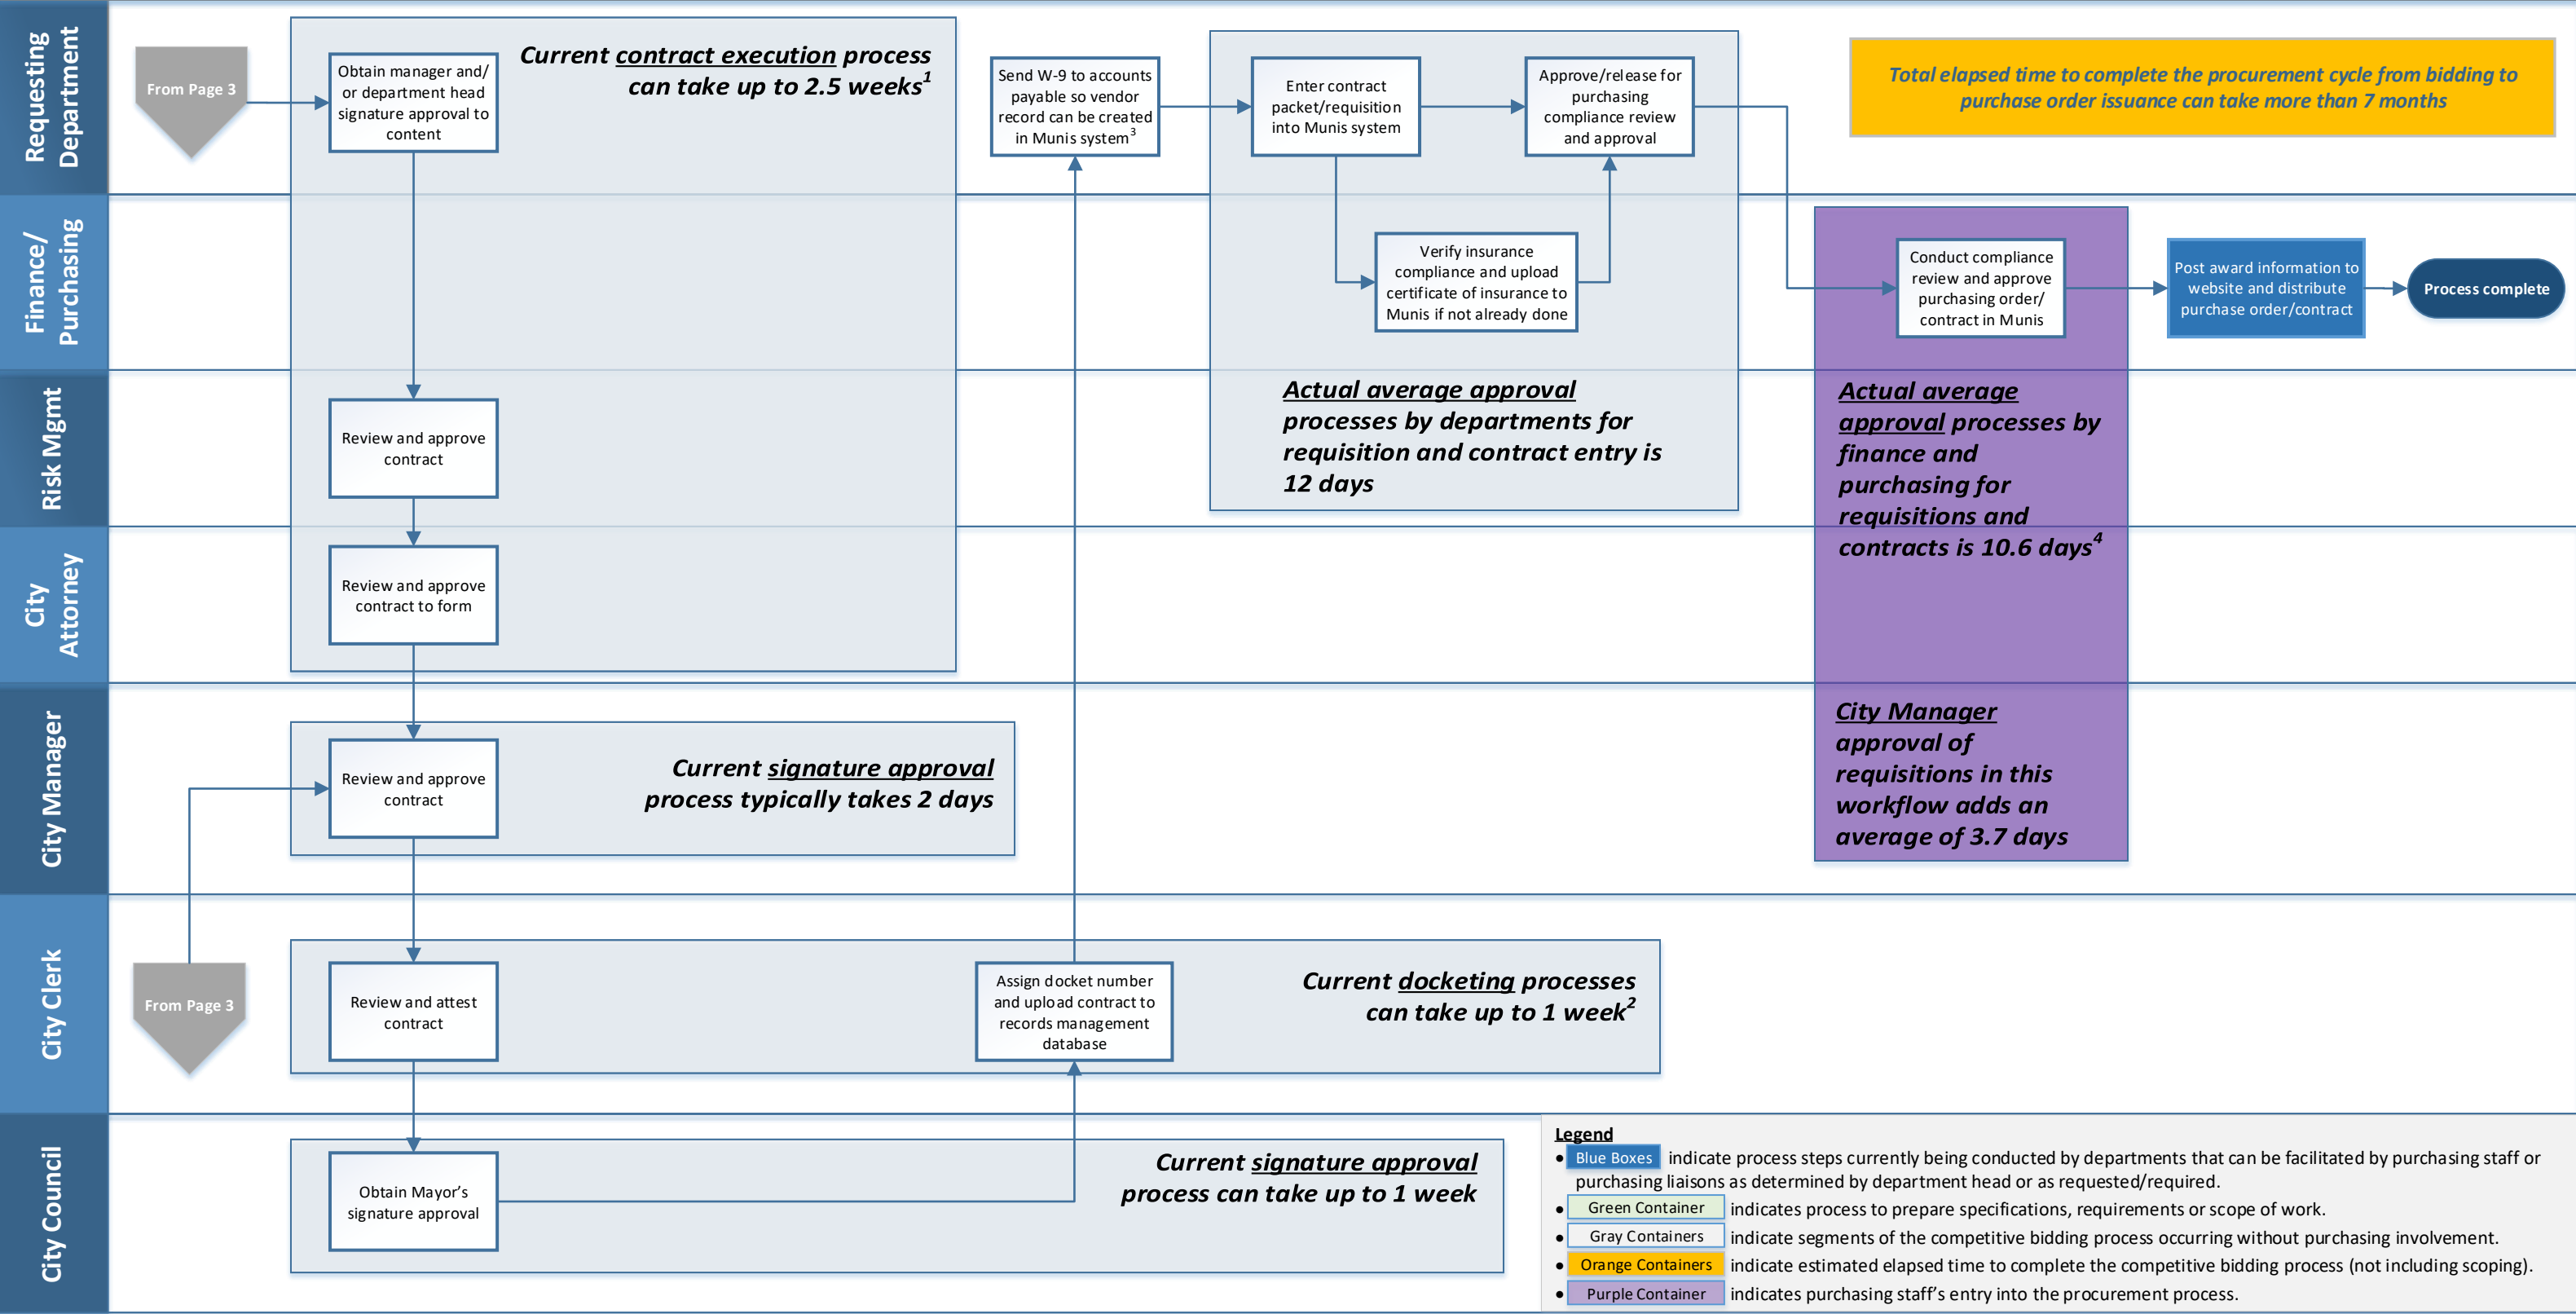 Requesting
Department
From Page 3
Obtain manager and/
or department head
signature approval to
content
Current contract execution process
can take up to 2.5 weeks1
Send W-9 to accounts
payable so vendor
record can be created
in Munis system3
Enter contract
packet/requisition
into Munis system
Approve/release for
purchasing
compliance review
and approval
Total elapsed time to complete the procurement cycle from bidding to
purchase order issuance can take more than 7 months
Finance/
Purchasing
Verify insurance
compliance and upload
certificate of insurance to
Munis if not already done
Conduct compliance
review and approve
purchasing order/
contract in Munis
Post award information to
website and distribute
purchase order/contract
Process complete
Risk Mgmt
Review and approve
contract
Actual average approval
processes by departments for
requisition and contract entry is
12 days
Actual average
approval processes by
finance and
purchasing for
requisitions and
contracts is 10.6 days4
City
Attorney
Review and approve
contract to form
City Manager
Review and approve
contract
Current signature approval
process typically takes 2 days
City Manager
approval of
requisitions in this
workflow adds an
average of 3.7 days
City Clerk
From Page 3
Review and attest
contract
Assign docket number
and upload contract to
records management
database
Current docketing processes
can take up to 1 week2
City Council
Obtain Mayor's
signature approval
Current signature approval
process can take up to 1 week
Legend
• Blue Boxes indicate process steps currently being conducted by departments that can be facilitated by purchasing staff or
purchasing liaisons as determined by department head or as requested/required.
• Green Container indicates process to prepare specifications, requirements or scope of work.
• Gray Containers indicate segments of the competitive bidding process occurring without purchasing involvement.
• Orange Containers indicate estimated elapsed time to complete the competitive bidding process (not including scoping).
• Purple Container indicates purchasing staff's entry into the procurement process.